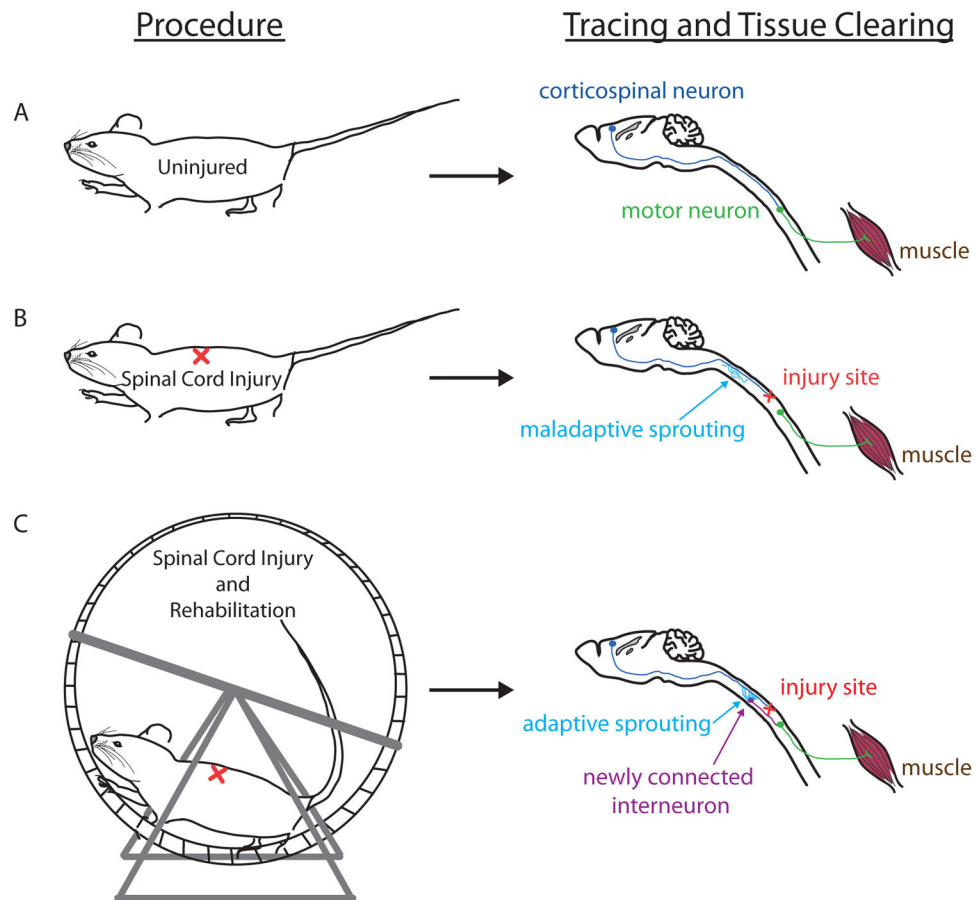 Procedure
Tracing and Tissue Clearing
A
Uninjured
corticospinal neuron
motor neuron
muscle
B
Spinal Cord Injury
injury site
maladaptive sprouting
muscle
C
Spinal Cord Injury
and
Rehabilitation
injury site
adaptive sprouting
newly connected
interneuron
muscle